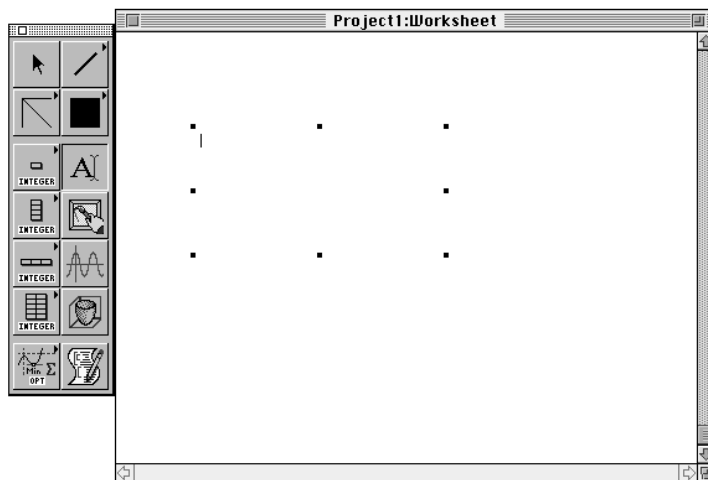 Project1:Worksheet
A
INTEGER
INTEGER
INTEGER
INTEGER
Min Σ
OPT